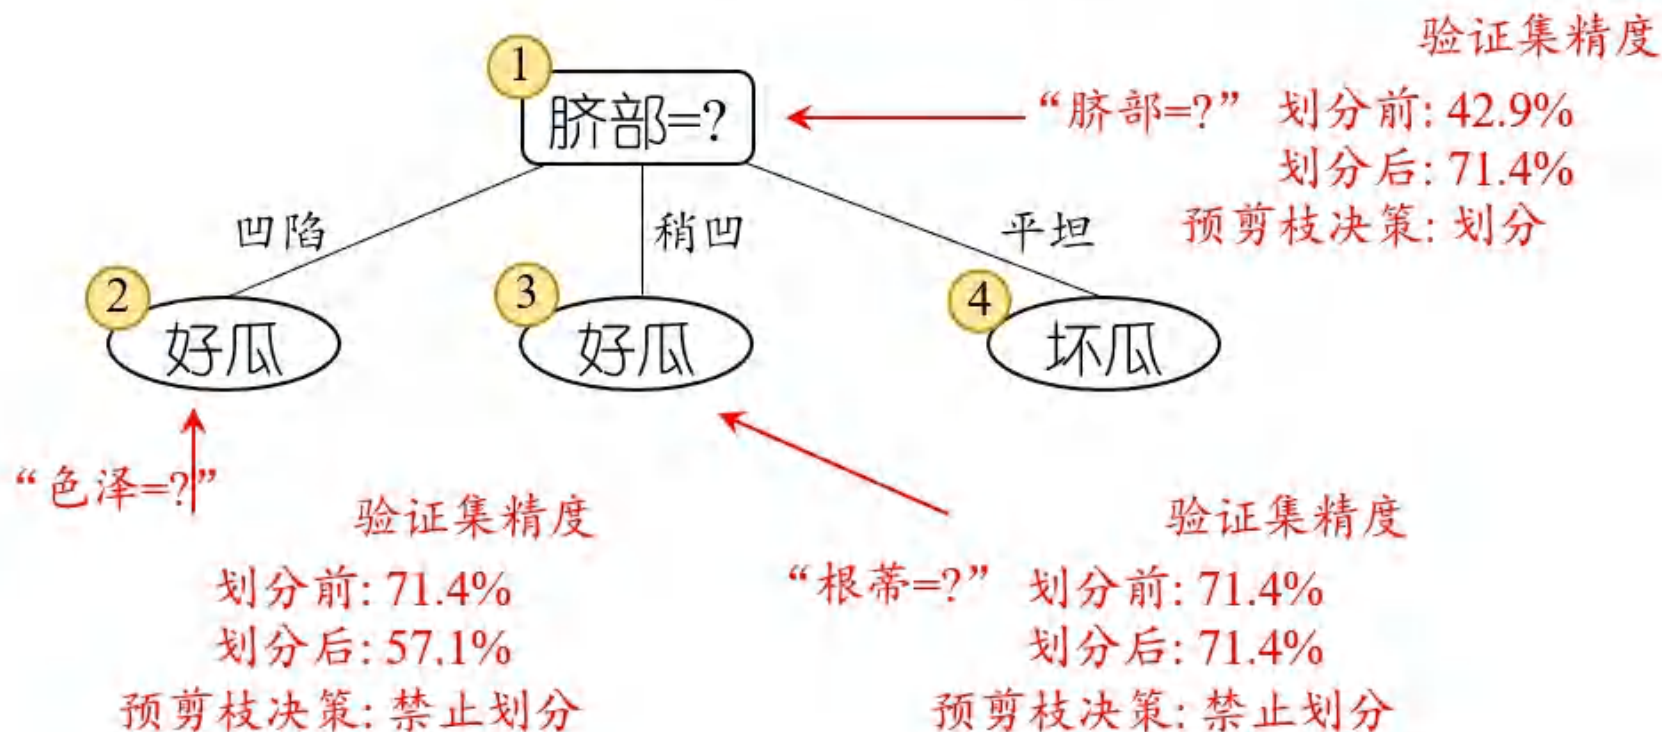 验证集精度
①
脐部=?
“脐部=?” 划分前: 42.9%
划分后: 71.4%
预剪枝决策: 划分
凹陷
稍凹
平坦
②
好瓜
③
好瓜
④
坏瓜
“色泽=?”
验证集精度
划分前: 71.4%
划分后: 57.1%
预剪枝决策: 禁止划分
验证集精度
“根蒂=?” 划分前: 71.4%
划分后: 71.4%
预剪枝决策: 禁止划分